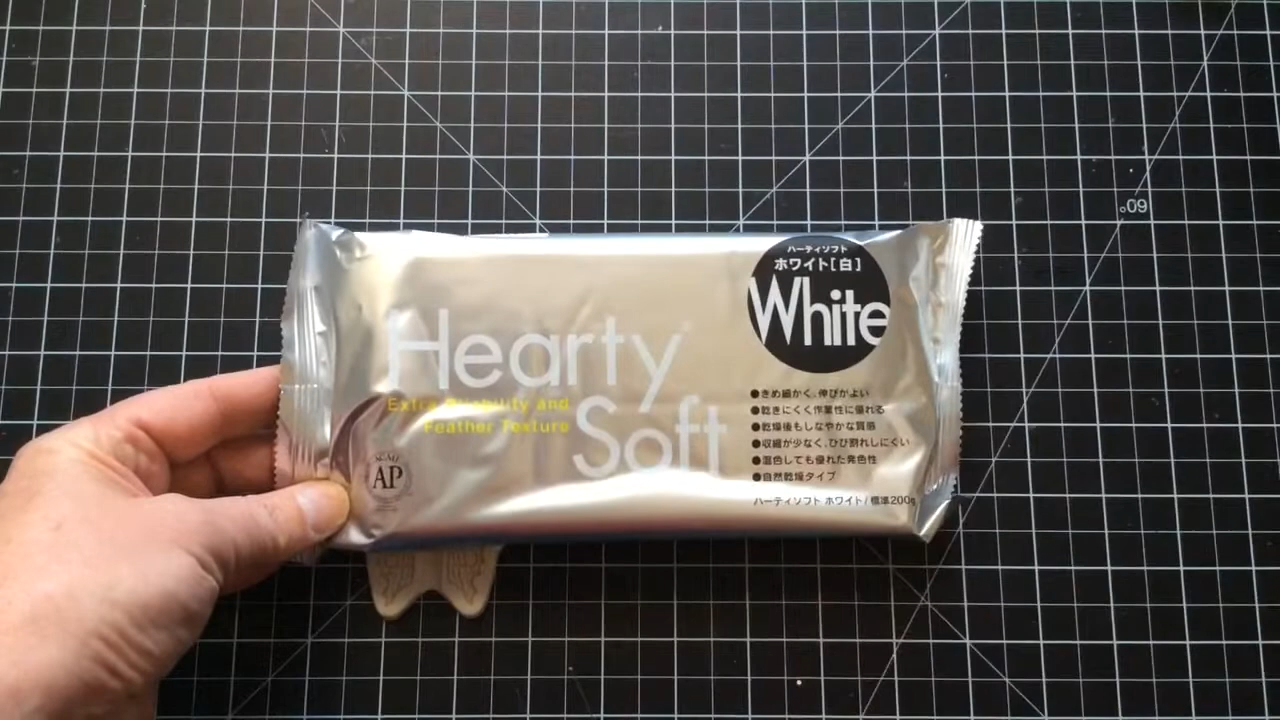 ハーティソフト
ホワイト[白]
White
Hearty
Soft
Extra Pliability and
Feather Texture
ACMI
AP
●きめ細かく、伸びがよい
●乾きにくく作業性に優れる
●乾燥後もしなやかな質感
●収縮が少なく、ひび割れしにくい
●混色しても優れた発色性
●自然乾燥タイプ
ハーティソフト ホワイト/標準200g
60°